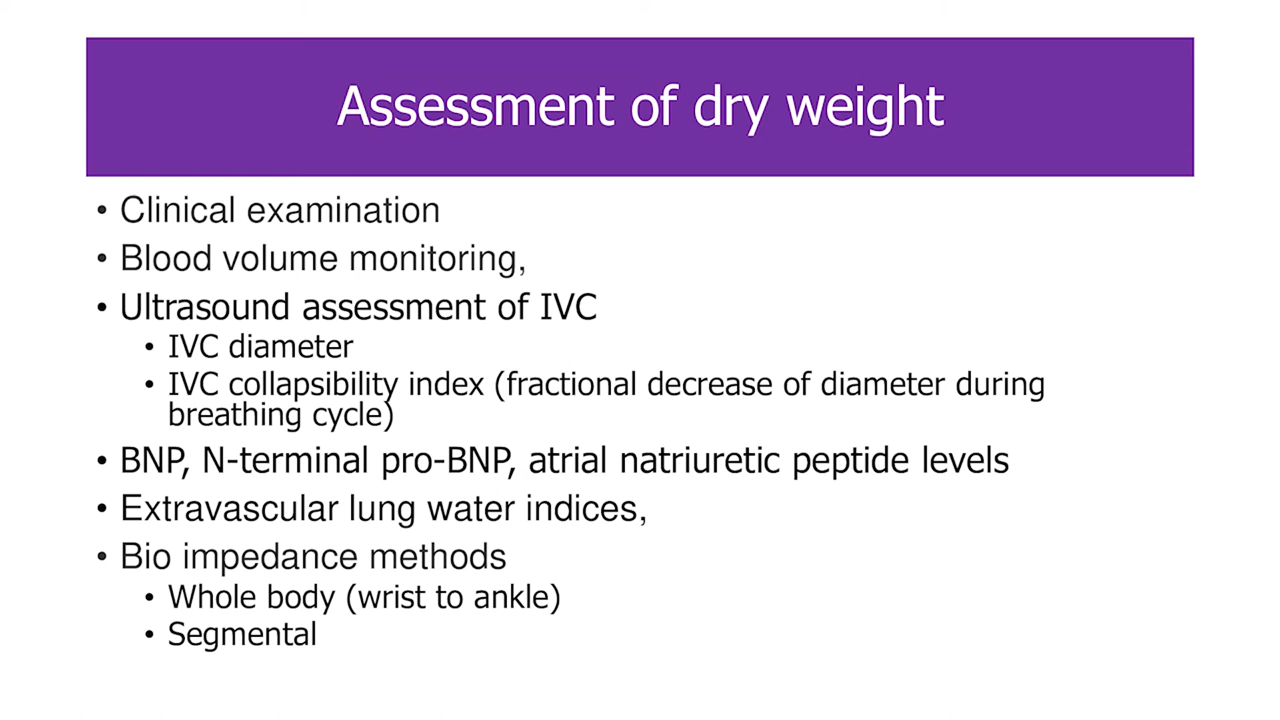 Assessment of dry weight
• Clinical examination
• Blood volume monitoring,
• Ultrasound assessment of IVC
• IVC diameter
• IVC collapsibility index (fractional decrease of diameter during
breathing cycle)
• BNP, N-terminal pro-BNP, atrial natriuretic peptide levels
• Extravascular lung water indices,
• Bio impedance methods
• Whole body (wrist to ankle)
• Segmental